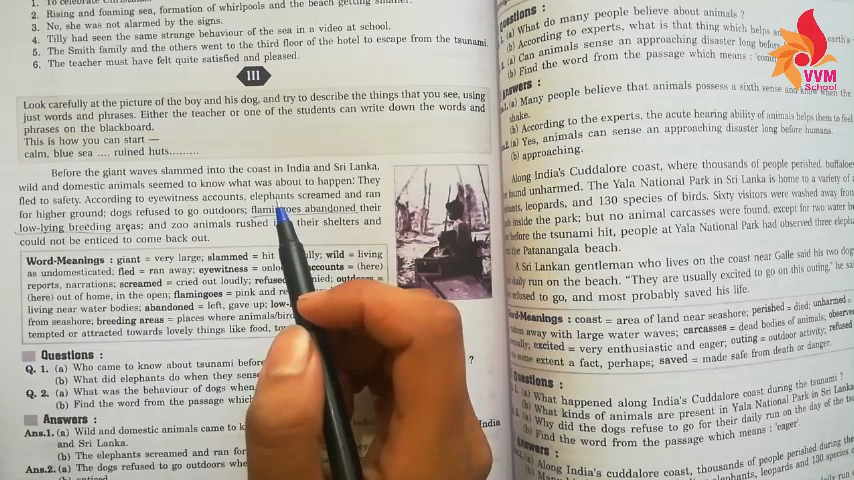 2. Rising and foaming sea, formation of whirlpools and the beach getting smaller.
3. No, she was not alarmed by the signs.
4. Tilly had seen the same strange behaviour of the sea in a video at school.
5. The Smith family and the others went to the third floor of the hotel to escape from the tsunami.
6. The teacher must have felt quite satisfied and pleased.
III
Look carefully at the picture of the boy and his dog, and try to describe the things that you see, using
just words and phrases. Either the teacher or one of the students can write down the words and
phrases on the blackboard.
This is how you can start —
calm, blue sea .... ruined huts.........
Before the giant waves slammed into the coast in India and Sri Lanka,
wild and domestic animals seemed to know what was about to happen. They
fled to safety. According to eyewitness accounts, elephants screamed and ran
for higher ground; dogs refused to go outdoors; flamingoes abandoned their
low-lying breeding areas; and zoo animals rushed their shelters and
could not be enticed to come back out.
Word-Meanings : giant = very large; slammed = hit wild = living
as undomesticated; fled = ran away; eyewitness = accounts = (here)
reports, narrations; screamed = cried out loudly; outdoors =
(here) out of home, in the open; flamingoes = pink and
living near water bodies; abandoned = left, gave up;
from seashore; breeding areas = places where
tempted or attracted towards lovely things like food,
Questions :
Q. 1. (a) Who came to know about tsunami before ?
(b) What did elephants do when they
Q. 2. (a) What was the behaviour of dogs when
(b) Find the word from the passage which
Answers :
Ans.1. (a) Wild and domestic animals came to India
and Sri Lanka.
(b) The elephants screamed and ran for
Ans.2. (a) The dogs refused to go outdoors
(b) enticed
VVM
School
Questions :
(a) What do many people believe about animals ?
(b) According to experts, what is that thing which helps earth's
(a) Can animals sense an approaching disaster long before
(b) Find the word from the passage which means :
Answers :
(a) Many people believe that animals possess a sixth sense and know when the
shake.
(b) According to the experts, the acute hearing ability of animals helps them to feel
(a) Yes, animals can sense an approaching disaster long before humans.
(b) approaching.
Along India's Cuddalore coast, where thousands of people perished, buffaloes
found unharmed. The Yala National Park in Sri Lanka is home to a variety of
leopards, and 130 species of birds. Sixty visitors were washed away from
inside the park; but no animal carcasses were found, except for two water
before the tsunami hit, people at Yala National Park had observed three
the Patanangala beach.
A Sri Lankan gentleman who lives on the coast near Galle said his two dogs
daily run on the beach. "They are usually excited to go on this outing," he
refused to go, and most probably saved his life.
coast = area of land near seashore; perished = died; unharmed =
away with large water waves; carcasses = dead bodies of animals; observed
excited = very enthusiastic and eager; outing = outdoor activity; refused
some extent a fact, perhaps; saved = made safe from death or danger.
Questions :
(a) What happened along India's Cuddalore coast during the tsunami ?
(b) What kinds of animals are present in Yala National Park in Sri Lanka
(a) Why did the dogs refuse to go for their daily run on the day of the
(b) Find the word from the passage which means : 'eager'.
Answers :
(a) Along India's cuddalore coast, thousands of people perished during the
elephants, leopards and 130 species